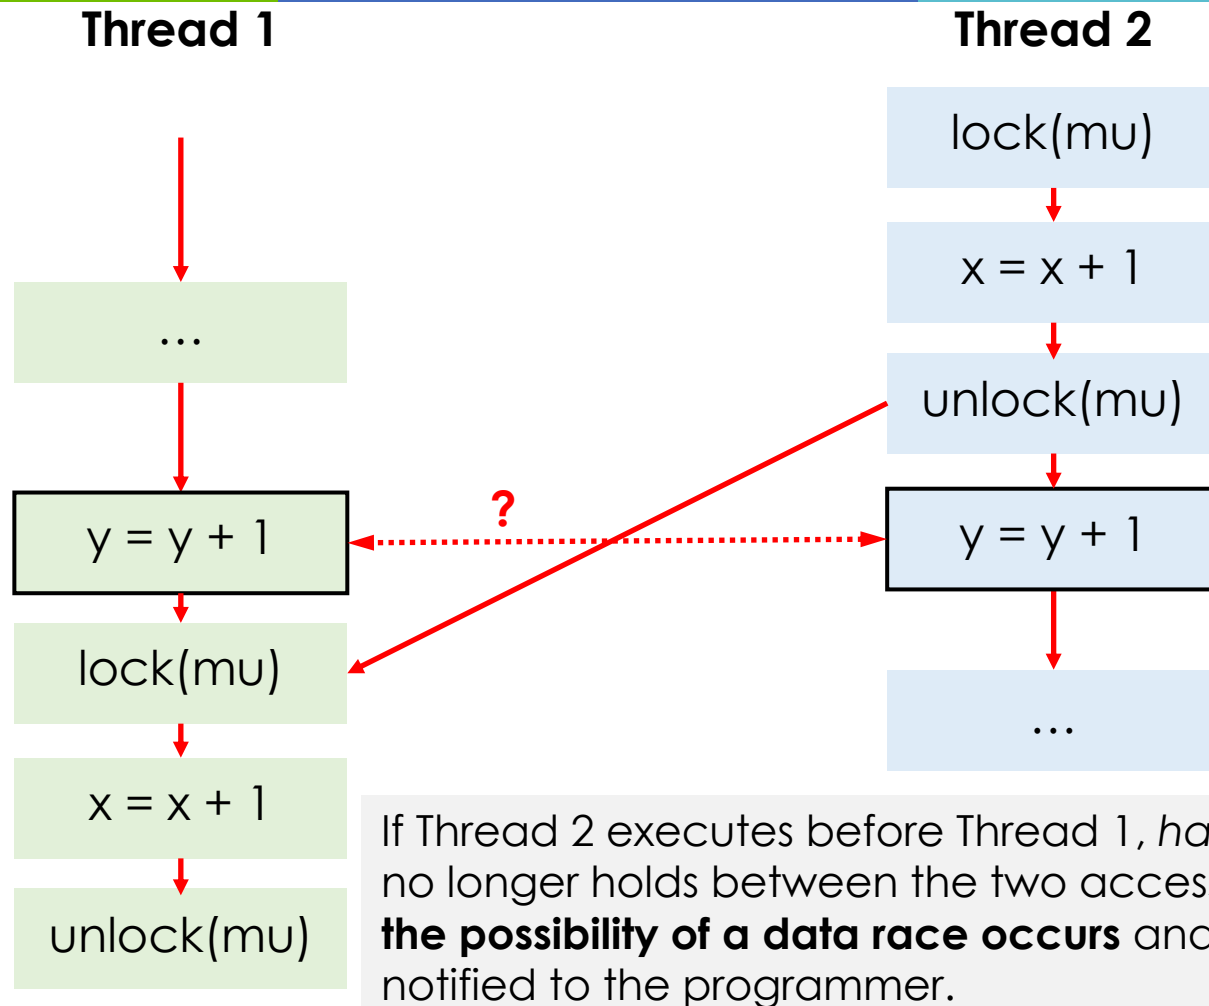 Thread 1
Thread 2
lock(mu)
x = x + 1
unlock(mu)
y = y + 1
...
...
?
y = y + 1
lock(mu)
x = x + 1
unlock(mu)
If Thread 2 executes before Thread 1,
no longer holds between the two
the possibility of a data race occurs
notified to the programmer.